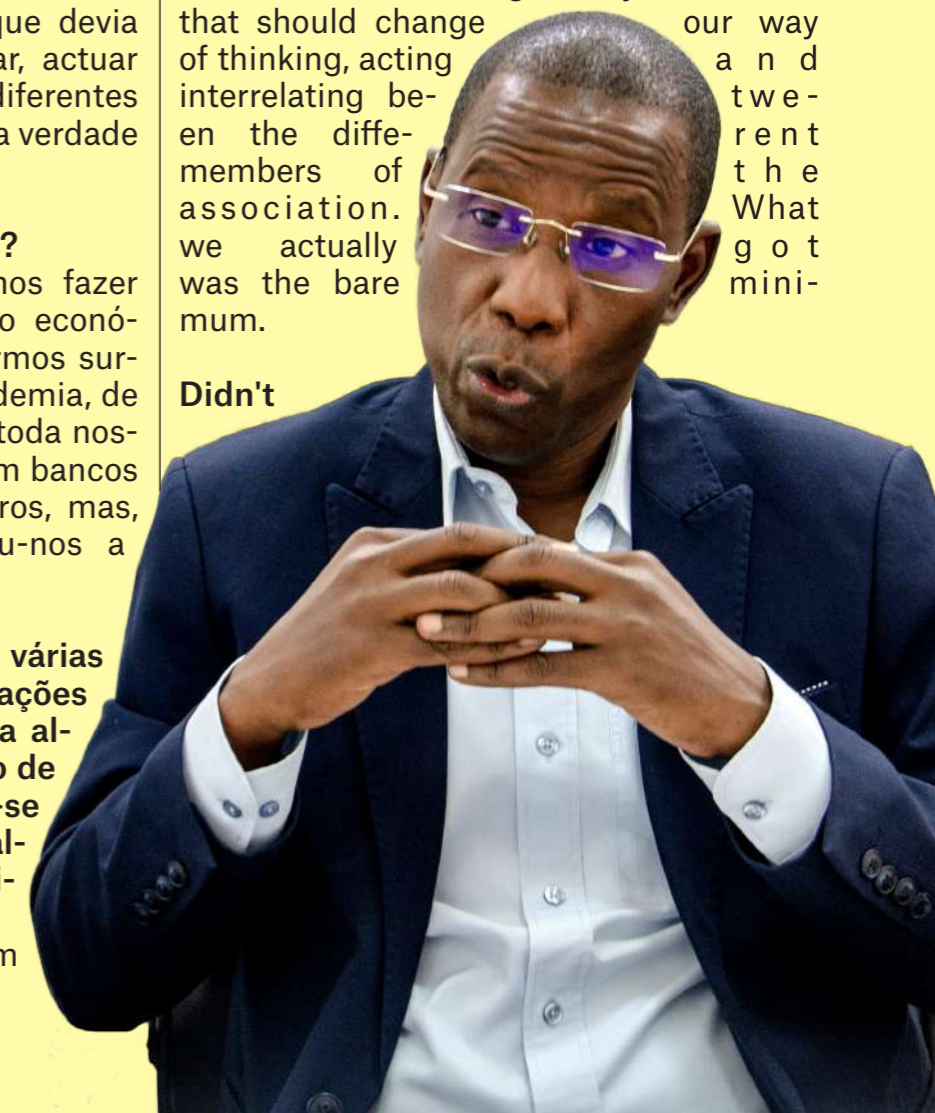 que devia
ar, actuar
diferentes
a verdade
?
nos fazer
o econó-
rmos sur-
demia, de
toda nos-
m bancos
ros, mas,
u-nos a
várias
ações
a al-
o de
-se
al-
i-
m
that should change our way
of thinking, acting and
interrelating be- twe-
en the diffe- rent
members of the
association. What
we actually got
was the bare mini-
mum.
Didn't